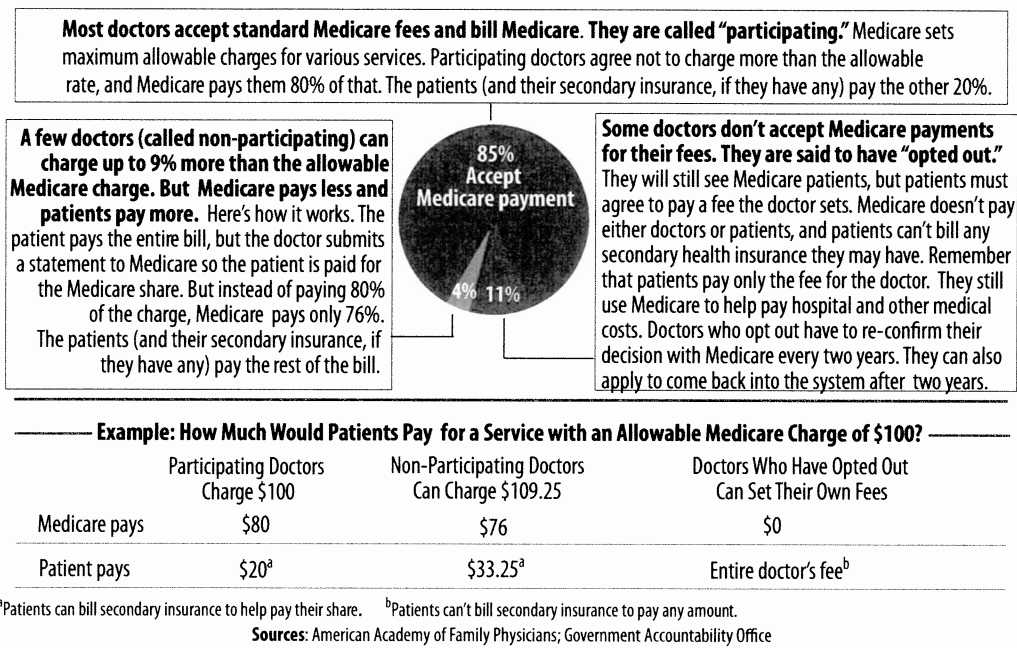 Most doctors accept standard Medicare fees and bill Medicare. They are called "participating." Medicare sets
maximum allowable charges for various services. Participating doctors agree not to charge more than the allowable
rate, and Medicare pays them 80% of that. The patients (and their secondary insurance, if they have any) pay the other 20%.
A few doctors (called non-participating) can
charge up to 9% more than the allowable
Medicare charge. But Medicare pays less and
patients pay more. Here's how it works. The
patient pays the entire bill, but the doctor submits
a statement to Medicare so the patient is paid for
the Medicare share. But instead of paying 80%
of the charge, Medicare pays only 76%.
The patients (and their secondary insurance, if
they have any) pay the rest of the bill.
85%
Accept
Medicare payment
4% 11%
Some doctors don't accept Medicare payments
for their fees. They are said to have "opted out."
They will still see Medicare patients, but patients must
agree to pay a fee the doctor sets. Medicare doesn't pay
either doctors or patients, and patients can't bill any
secondary health insurance they may have. Remember
that patients pay only the fee for the doctor. They still
use Medicare to help pay hospital and other medical
costs. Doctors who opt out have to re-confirm their
decision with Medicare every two years. They can also
apply to come back into the system after two years.
Example: How Much Would Patients Pay for a Service with an Allowable Medicare Charge of $100?
Participating Doctors Non-Participating Doctors Doctors Who Have Opted Out
Charge $100 Can Charge $109.25 Can Set Their Own Fees
Medicare pays $80 $76 $0
Patient pays $20a $33.25a Entire doctor's feeb
aPatients can bill secondary insurance to help pay their share. bPatients can't bill secondary insurance to pay any amount.
Sources: American Academy of Family Physicians; Government Accountability Office